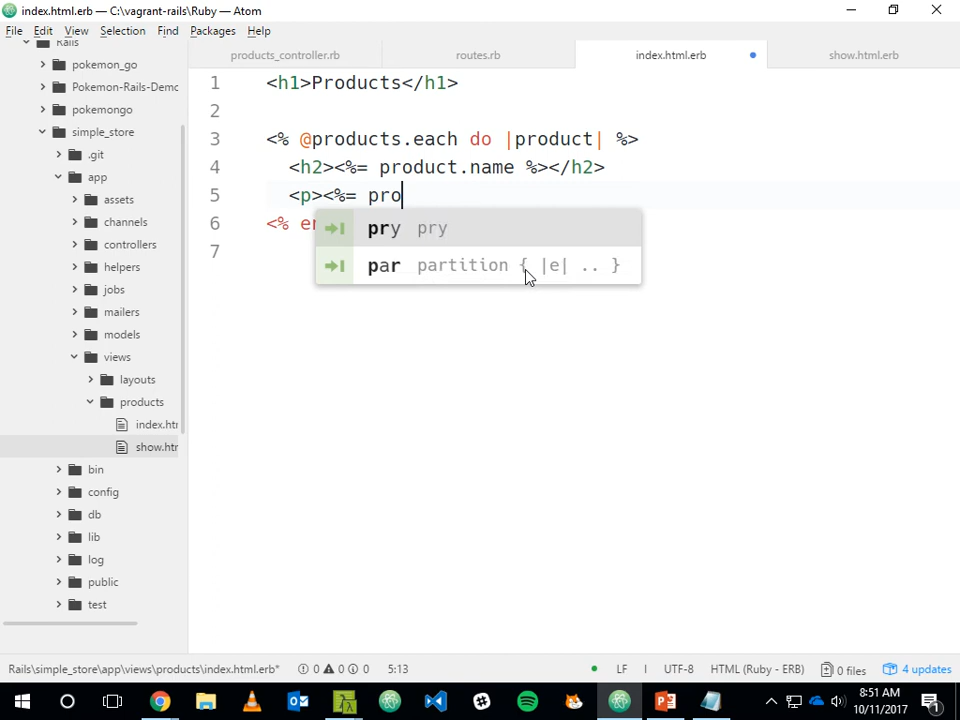 index.html.erb — C:\vagrant-rails\Ruby — Atom
File Edit View Selection Find Packages Help
Rails
pokemon_go
Pokemon-Rails-Demo
pokemongo
simple_store
.git
app
assets
channels
controllers
helpers
jobs
mailers
models
views
layouts
products
index.htr
show.htr
bin
config
db
lib
log
public
test
products_controller.rb routes.rb index.html.erb show.html.erb
1 <h1>Products</h1>
2
3 <% @products.each do |product| %>
4 <h2><%= product.name %></h2>
5 <p><%= pro
6 <% en
7
pry pry
par partition { |e| .. }
Rails\simple_store\app\views\products\index.html.erb* 0 0 0 5:13 LF I UTF-8 HTML (Ruby - ERB) 0 files 4 updates
8:51 AM
10/11/2017
1